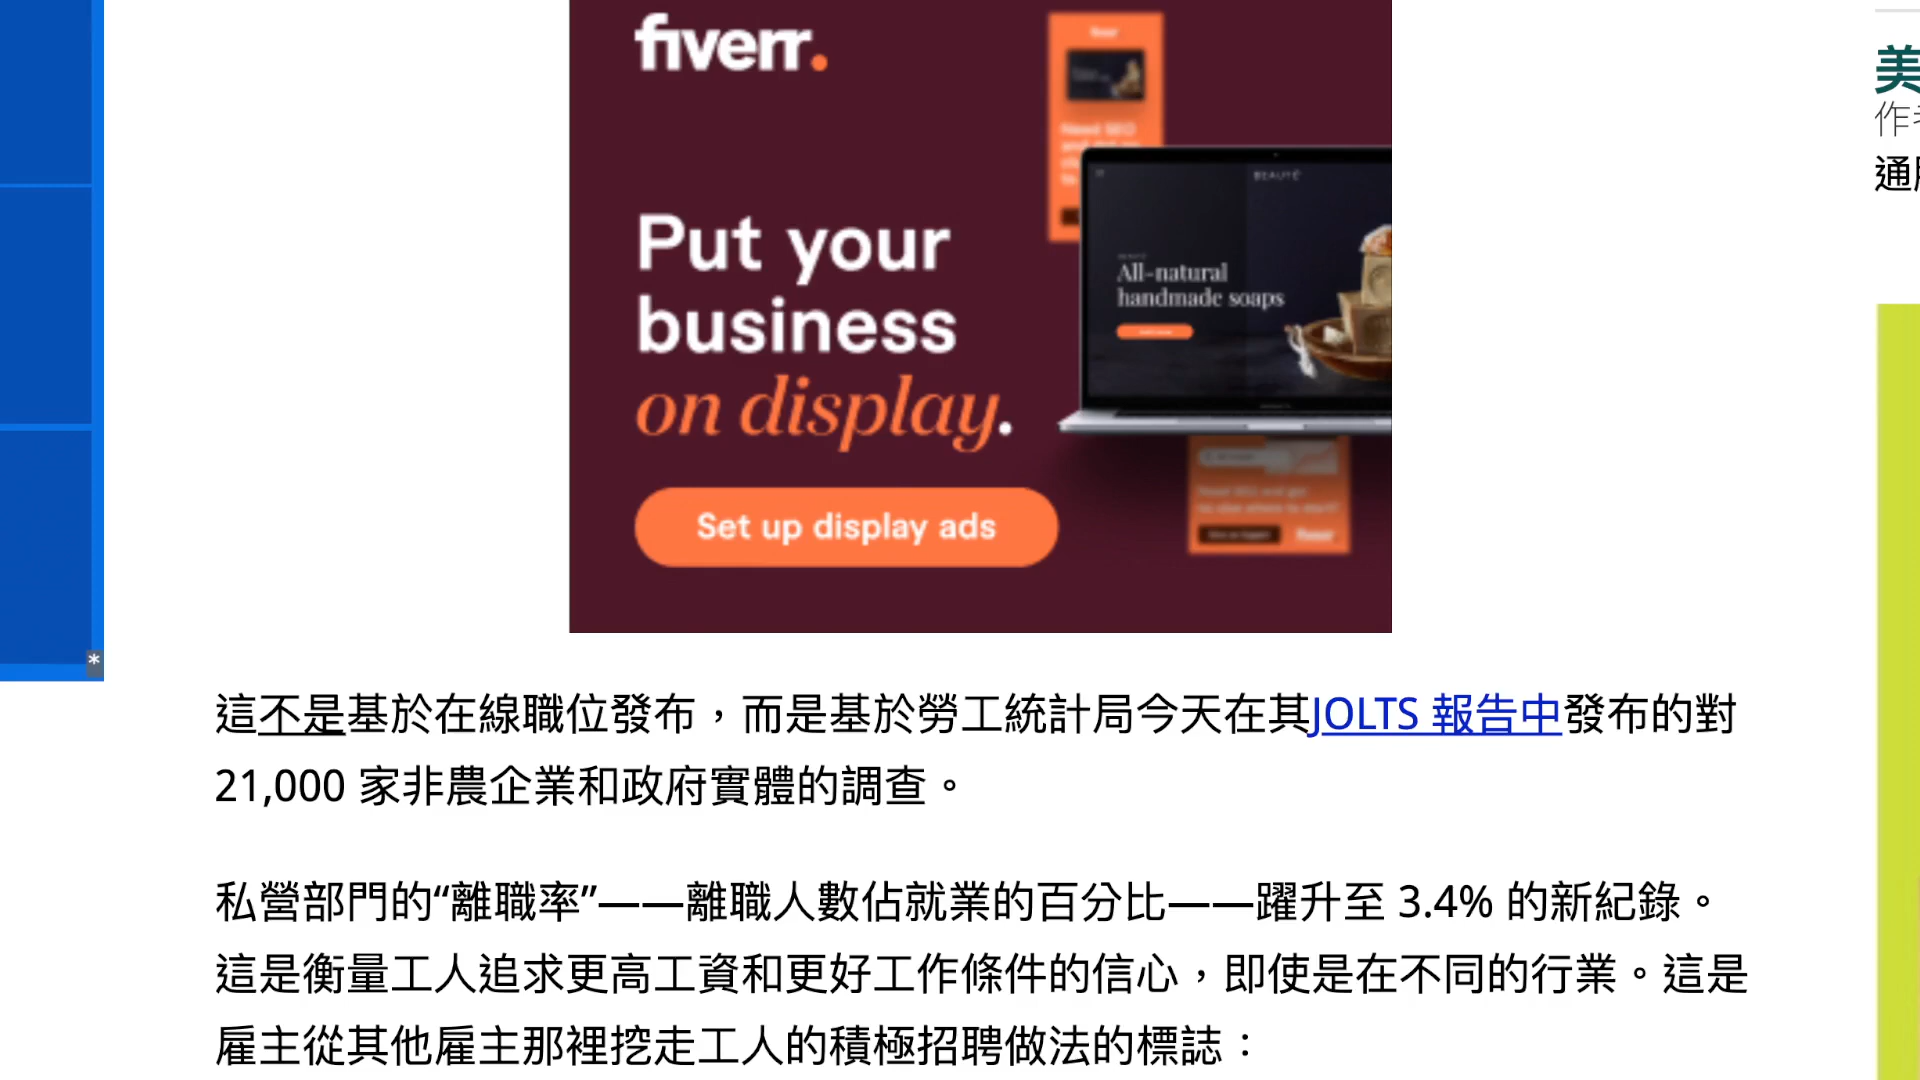 fiverr.
Put your
business
on display.
Set up display ads
BEAUTÉ
All-natural
handmade soaps
美
作者
通
*
這不是基於在線職位發布，而是基於勞工統計局今天在其JOLTS 報告中發布的對
21,000 家非農企業和政府實體的調查。
私營部門的“離職率”——離職人數佔就業的百分比——躍升至 3.4% 的新紀錄。
這是衡量工人追求更高工資和更好工作條件的信心，即使是在不同的行業。這是
雇主從其他雇主那裡挖走工人的積極招聘做法的標誌：